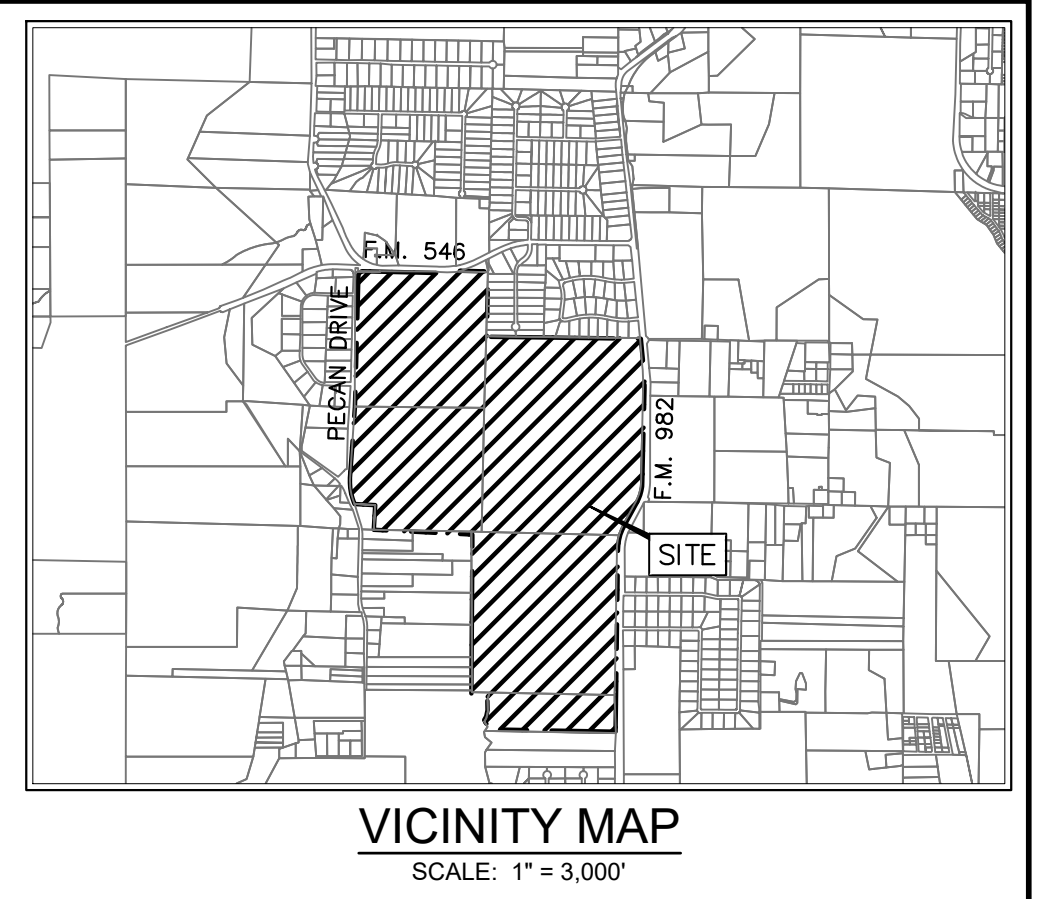 F.M. 546
PECAN DRIVE
F.M. 982
SITE
VICINITY MAP
SCALE: 1" = 3,000'